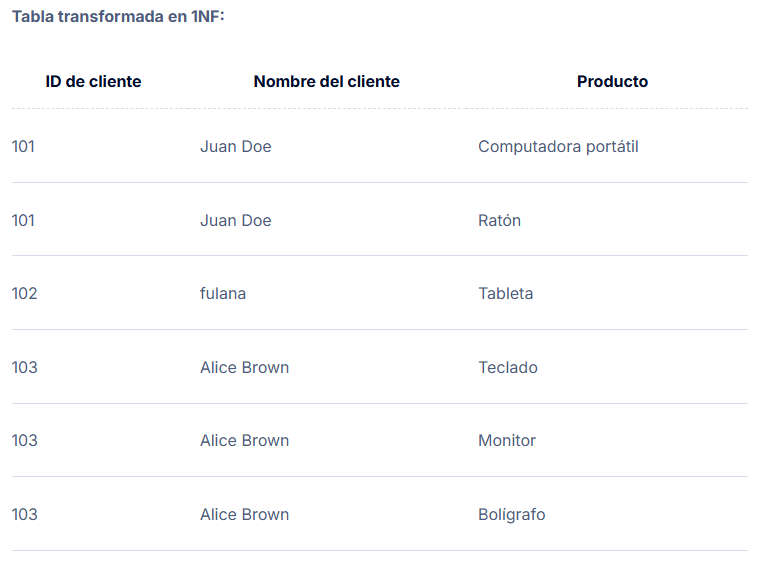 Tabla transformada en 1NF:
ID de cliente Nombre del cliente Producto
101 Juan Doe Computadora portátil
101 Juan Doe Ratón
102 fulana Tableta
103 Alice Brown Teclado
103 Alice Brown Monitor
103 Alice Brown Bolígrafo